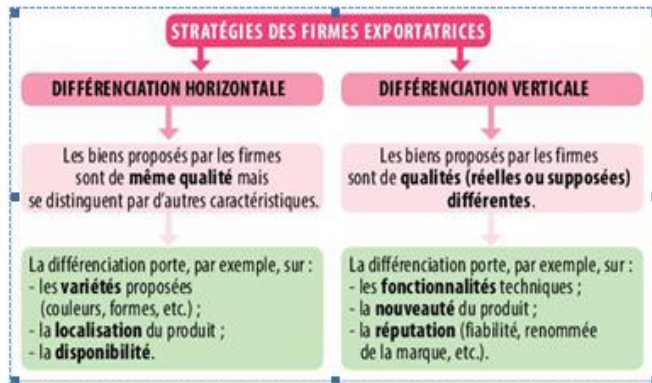 STRATÉGIES DES FIRMES EXPORTATRICES
DIFFÉRENCIATION HORIZONTALE
Les biens proposés par les firmes
sont de même qualité mais
se distinguent par d'autres caractéristiques.
La différenciation porte, par exemple, sur :
- les variétés proposées
(couleurs, formes, etc.) ;
- la localisation du produit ;
- la disponibilité.
DIFFÉRENCIATION VERTICALE
Les biens proposés par les firmes
sont de qualités (réelles ou supposées)
différentes.
La différenciation porte, par exemple, sur :
- les fonctionnalités techniques ;
- la nouveauté du produit ;
- la réputation (fiabilité, renommée
de la marque, etc.).